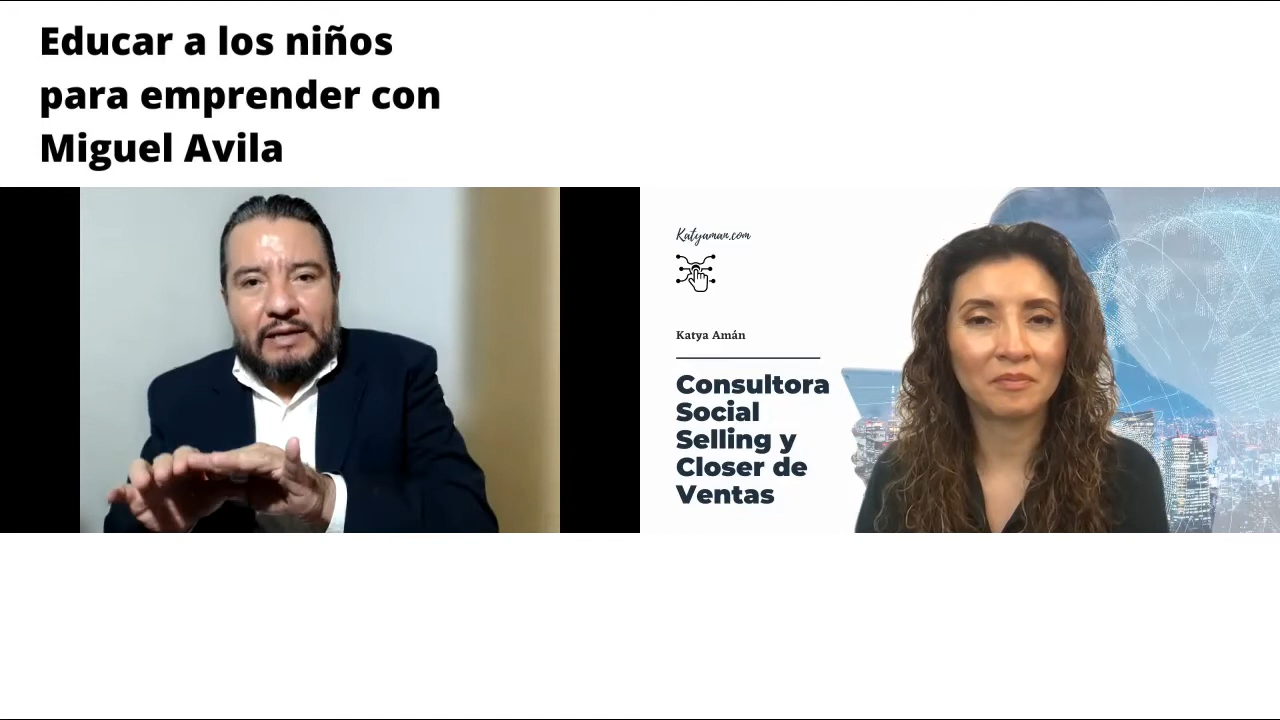 Educar a los niños
para emprender con
Miguel Avila
Katyaman.com
Katya Amán
Consultora
Social
Selling y
Closer de
Ventas